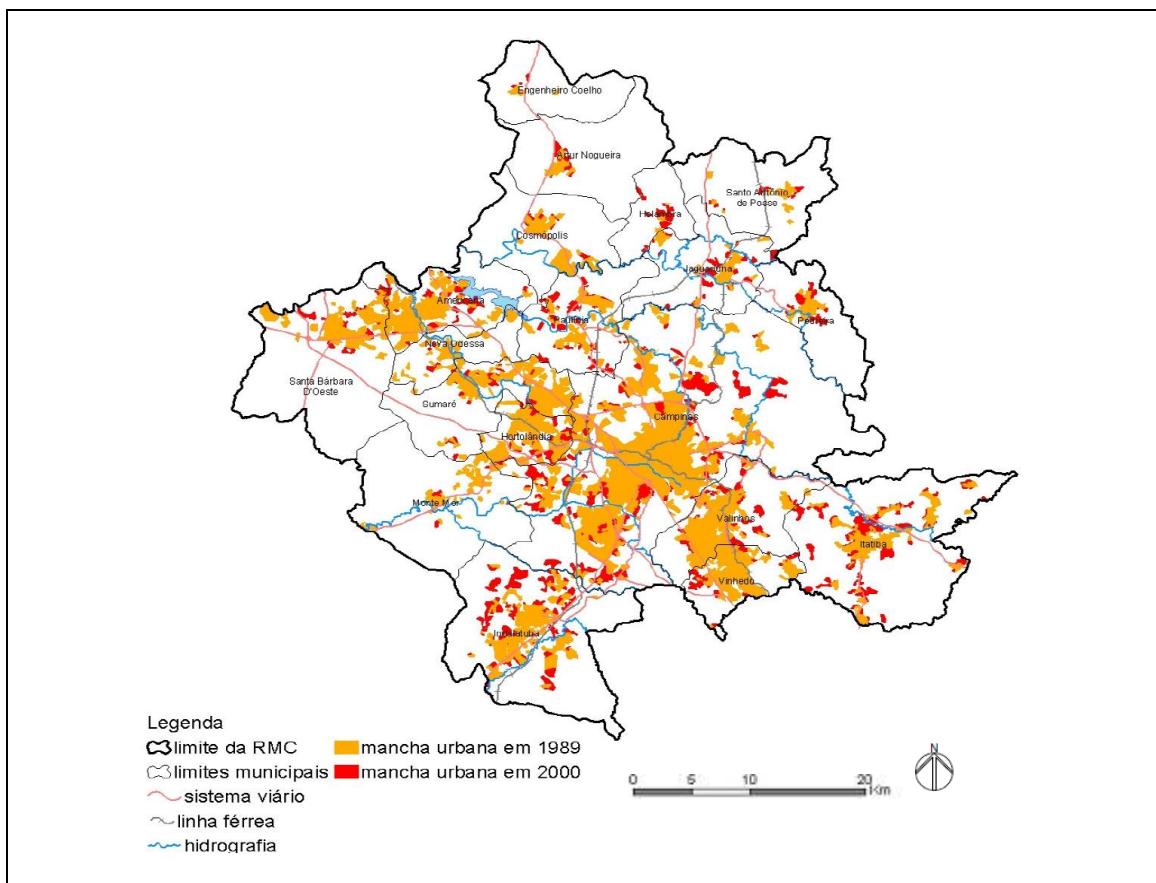 Engenheiro Coelho
Artur Nogueira
Santo Antônio
de Posse
Holambra
Cosmópolis
Jaguariúna
Americana
Paulínia
Pedreira
Nova Odessa
Santa Bárbara
D'Oeste
Sumaré
Campinas
Hortolândia
Monte Mor
Valinhos
Itatiba
Vinhedo
Indaiatuba
Legenda
limite da RMC
mancha urbana em 1989
limites municipais
mancha urbana em 2000
sistema viário
linha férrea
hidrografia
0 5 10 20
Km
N